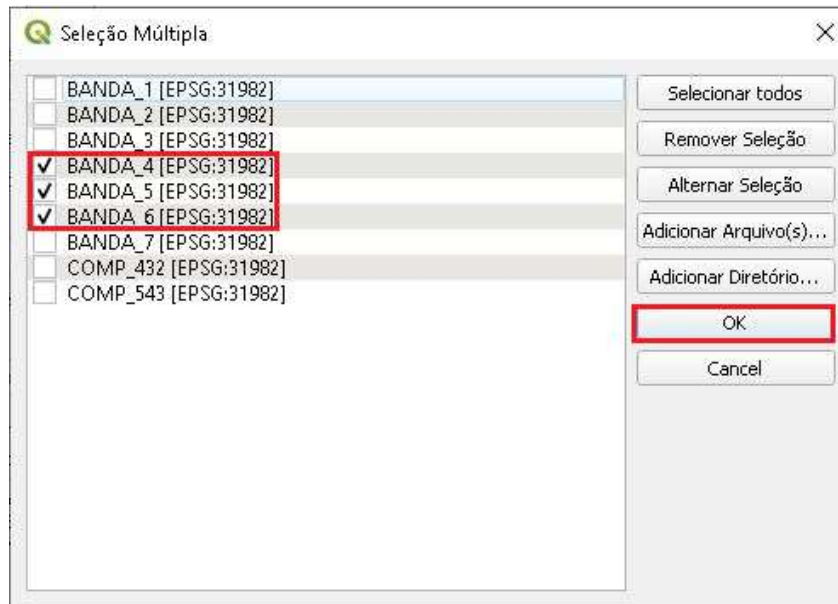 Seleção Múltipla
BANDA_1 [EPSG:31982]
BANDA_2 [EPSG:31982]
BANDA_3 [EPSG:31982]
BANDA_4 [EPSG:31982]
BANDA_5 [EPSG:31982]
BANDA_6 [EPSG:31982]
BANDA_7 [EPSG:31982]
COMP_432 [EPSG:31982]
COMP_543 [EPSG:31982]
Selecionar todos
Remover Seleção
Alternar Seleção
Adicionar Arquivo(s)...
Adicionar Diretório...
OK
Cancel